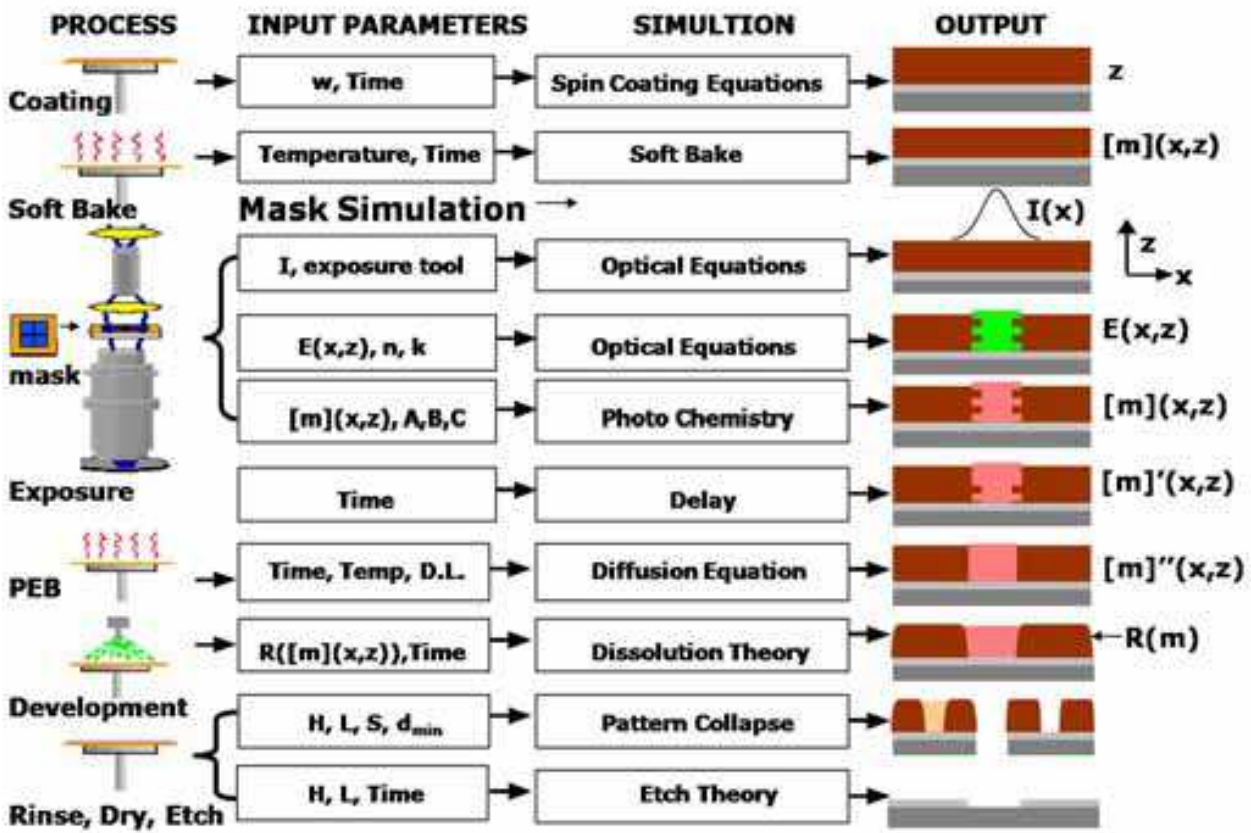 PROCESS INPUT PARAMETERS SIMULTION OUTPUT
Coating w, Time Spin Coating Equations z
Soft Bake Temperature, Time Soft Bake [m](x,z)
Mask Simulation → I(x)
I, exposure tool Optical Equations z x
mask E(x,z), n, k Optical Equations E(x,z)
[m](x,z), A,B,C Photo Chemistry [m](x,z)
Exposure Time Delay [m]'(x,z)
PEB Time, Temp, D.L. Diffusion Equation [m]''(x,z)
Development R([m](x,z)),Time Dissolution Theory R(m)
H, L, S, dmin Pattern Collapse
Rinse, Dry, Etch H, L, Time Etch Theory